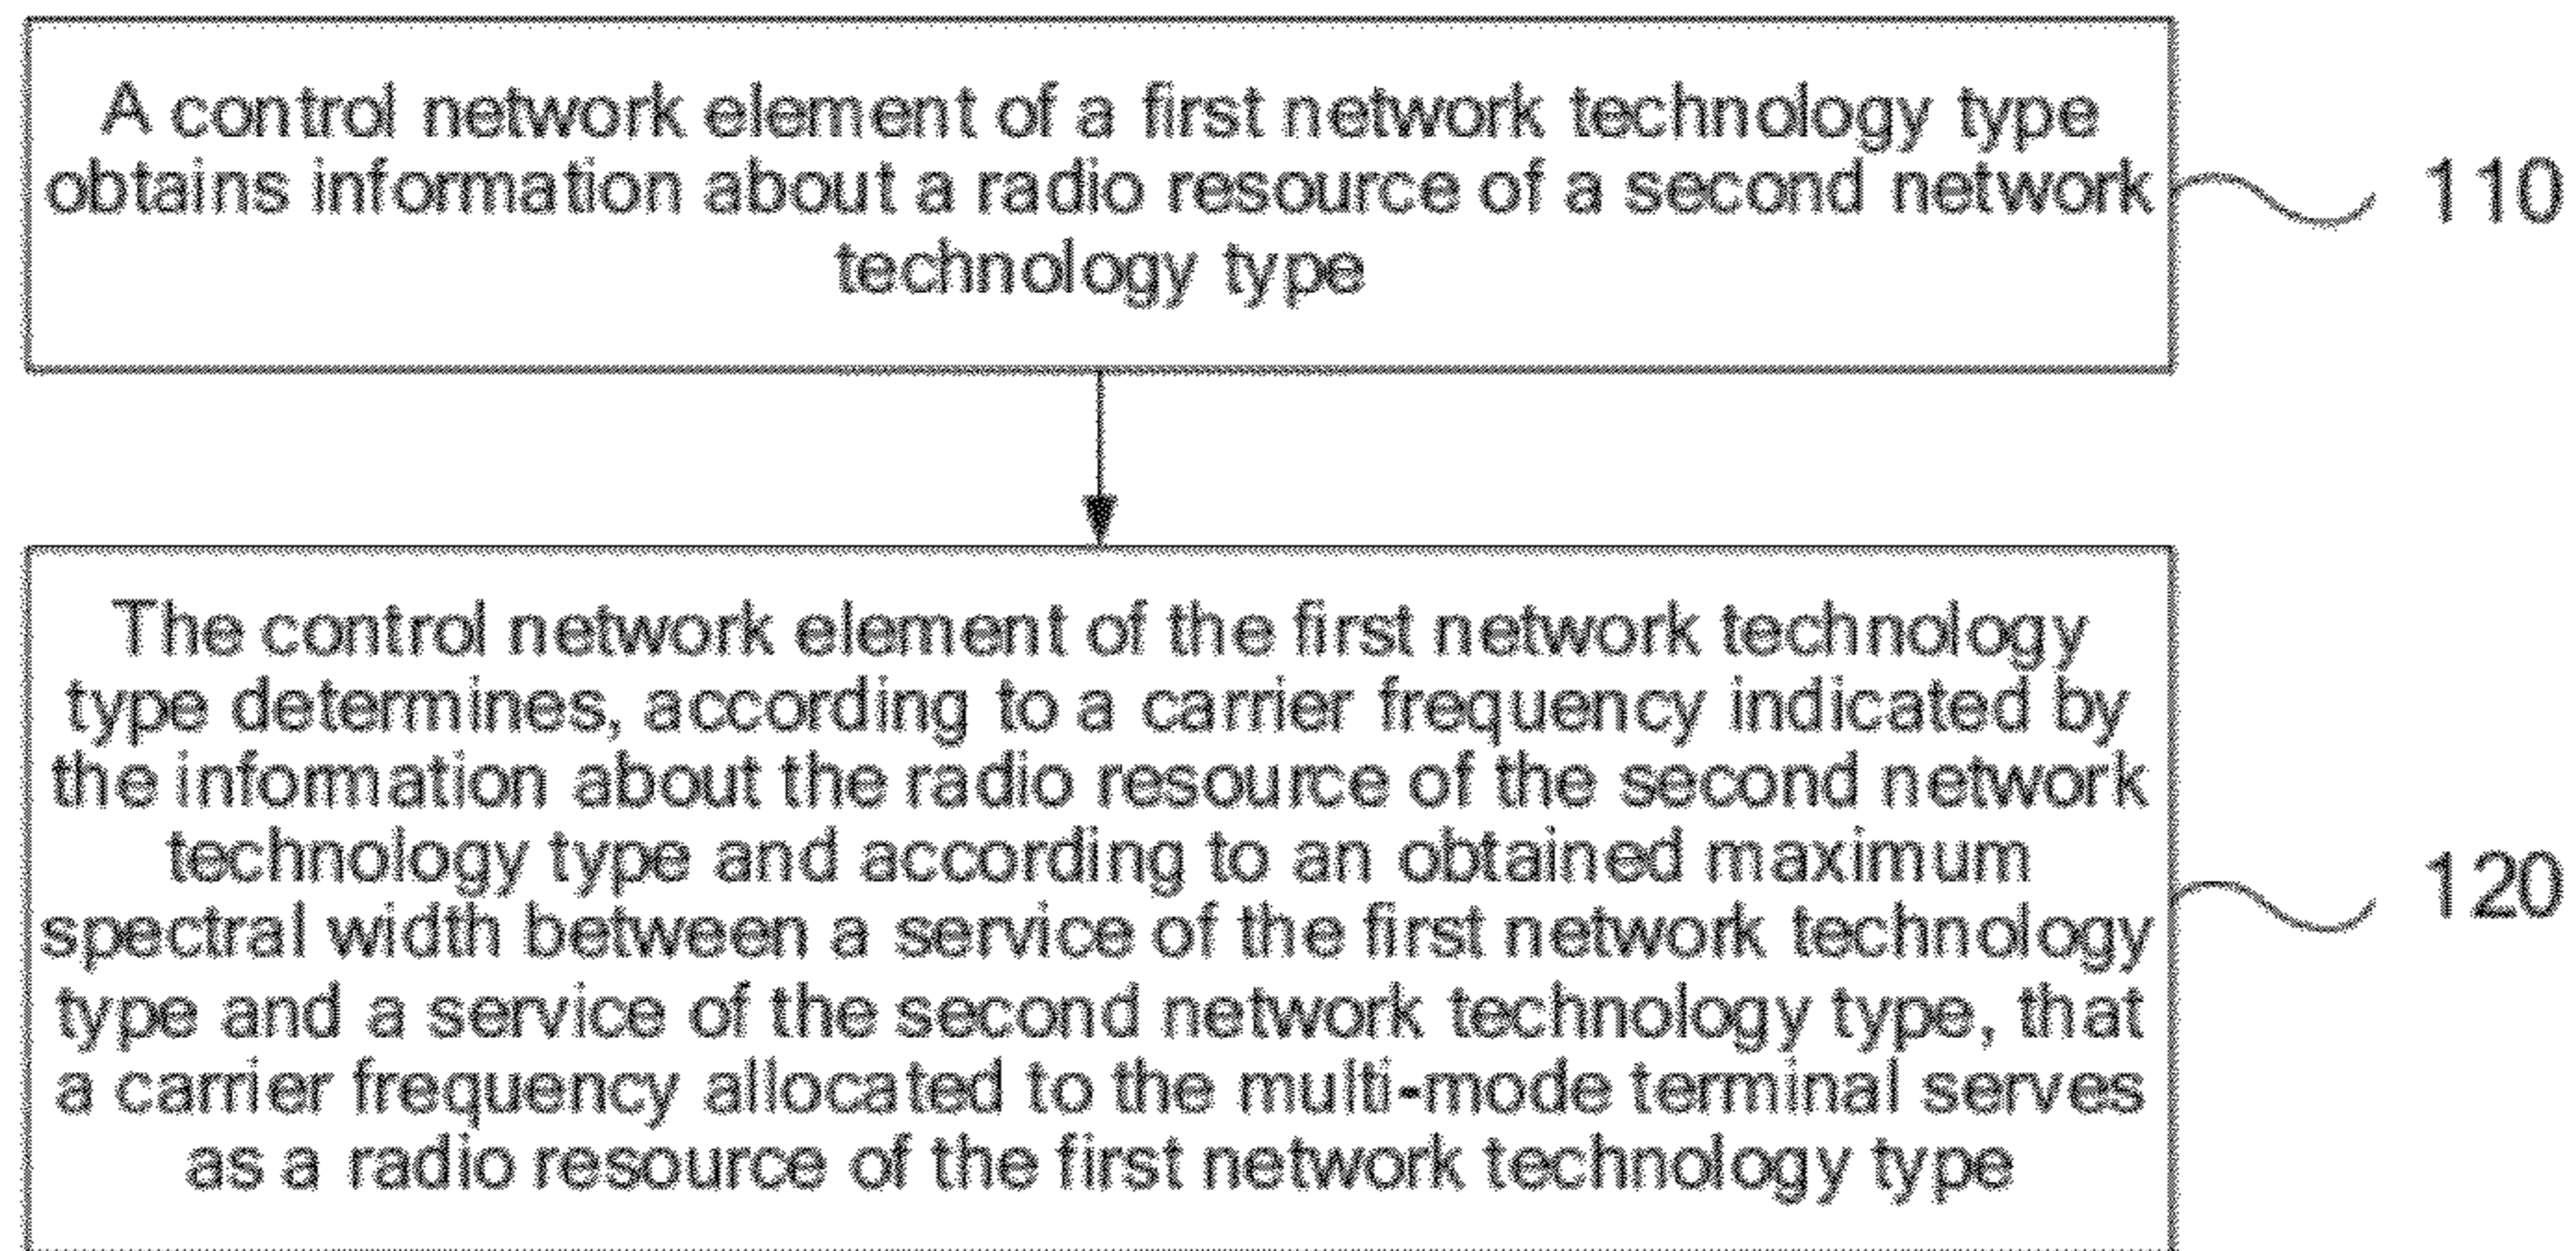 A control network element of a first network technology type
obtains information about a radio resource of a second network
technology type
110
The control network element of the first network technology
type determines, according to a carrier frequency indicated by
the information about the radio resource of the second network
technology type and according to an obtained maximum
spectral width between a service of the first network technology
type and a service of the second network technology type, that
a carrier frequency allocated to the multi-mode terminal serves
as a radio resource of the first network technology type
120